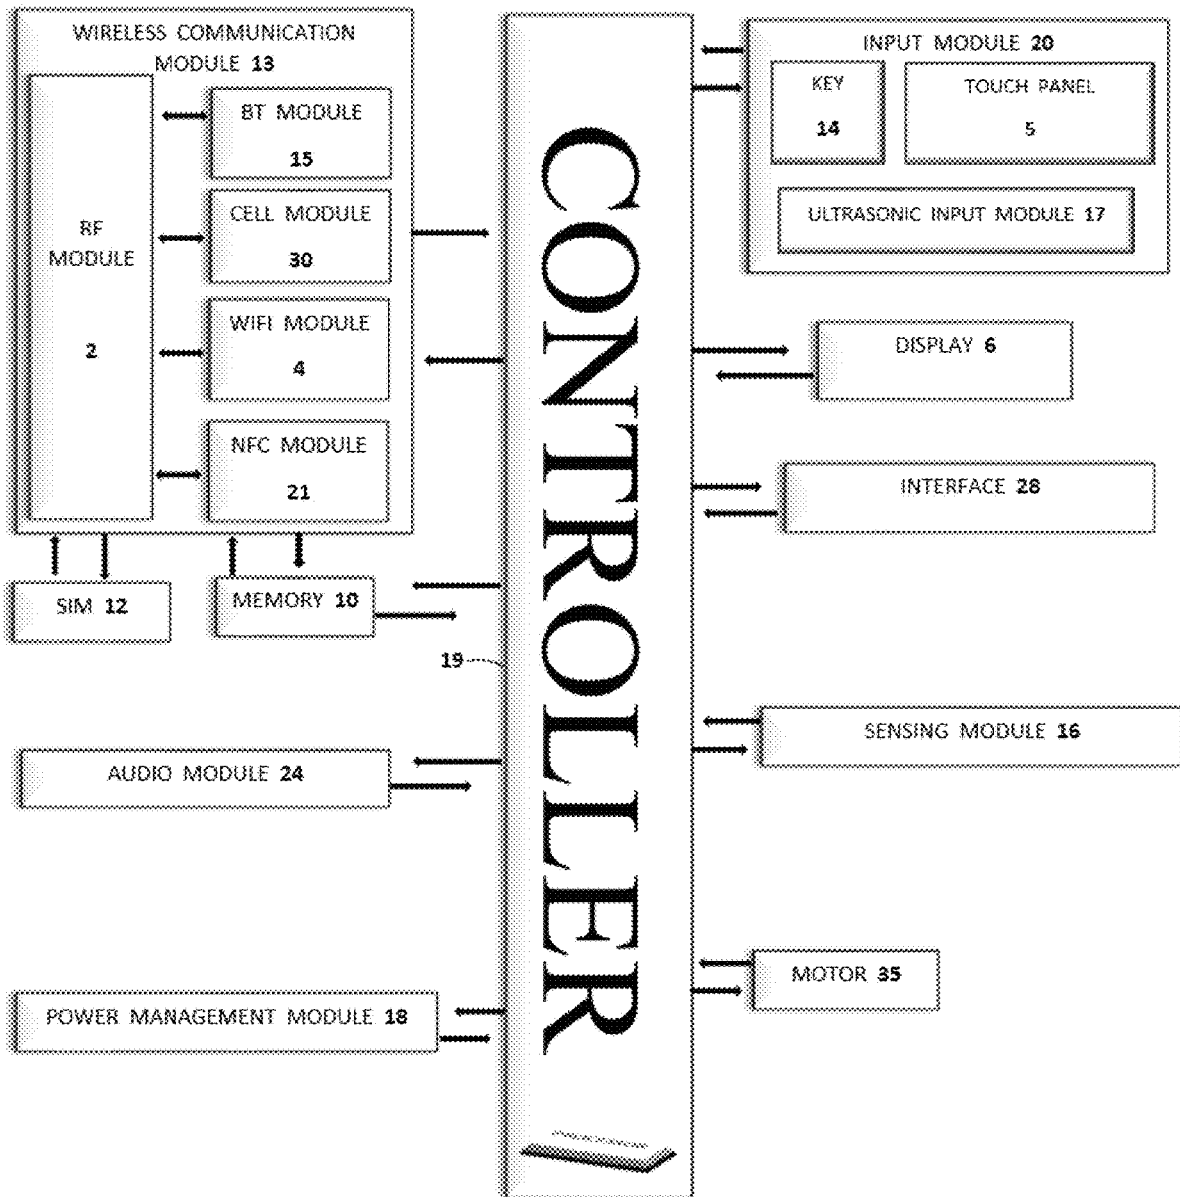 WIRELESS COMMUNICATION
MODULE 13
RF
MODULE
2
BT MODULE
15
CELL MODULE
30
WIFI MODULE
4
NFC MODULE
21
SIM 12
MEMORY 10
19
AUDIO MODULE 24
POWER MANAGEMENT MODULE 18
CONTROLLER
INPUT MODULE 20
KEY
14
TOUCH PANEL
5
ULTRASONIC INPUT MODULE 17
DISPLAY 6
INTERFACE 28
SENSING MODULE 16
MOTOR 35